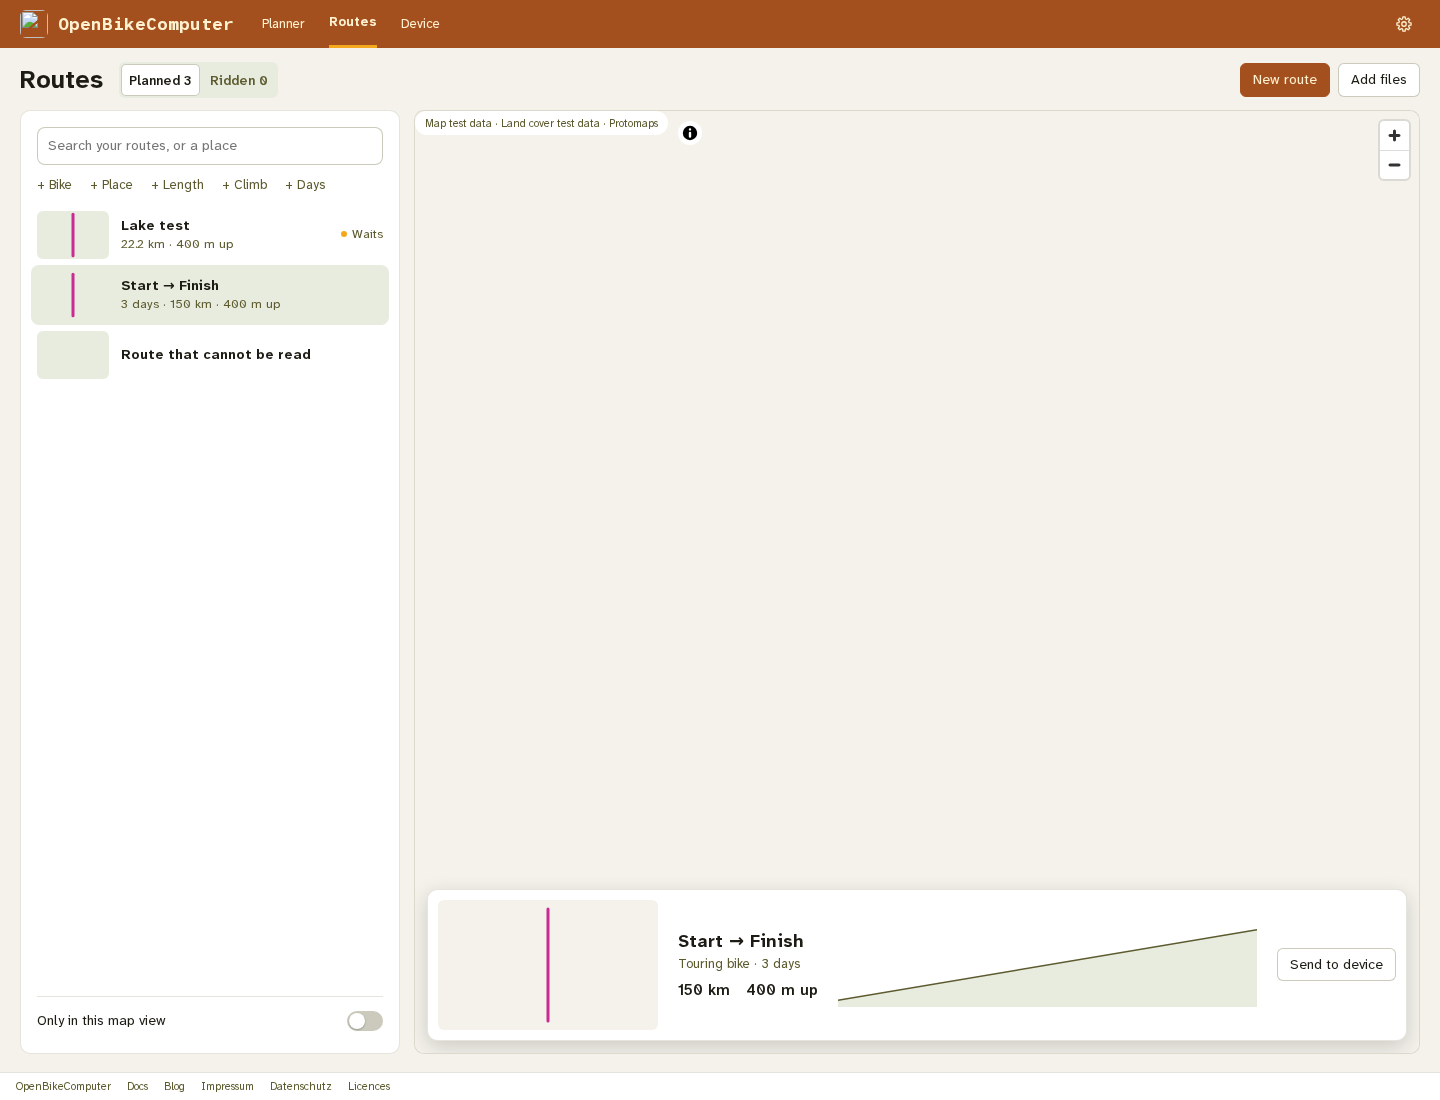 OpenBikeComputer
Planner
Routes
Device
Routes
Planned 3
Ridden 0
New route
Add files
Search your routes, or a place
+ Bike
+ Place
+ Length
+ Climb
+ Days
Lake test
22.2 km · 400 m up
Waits
Start → Finish
3 days · 150 km · 400 m up
Route that cannot be read
Only in this map view
Map test data · Land cover test data · Protomaps
Start → Finish
Touring bike · 3 days
150 km 400 m up
Send to device
OpenBikeComputer
Docs
Blog
Impressum
Datenschutz
Licences